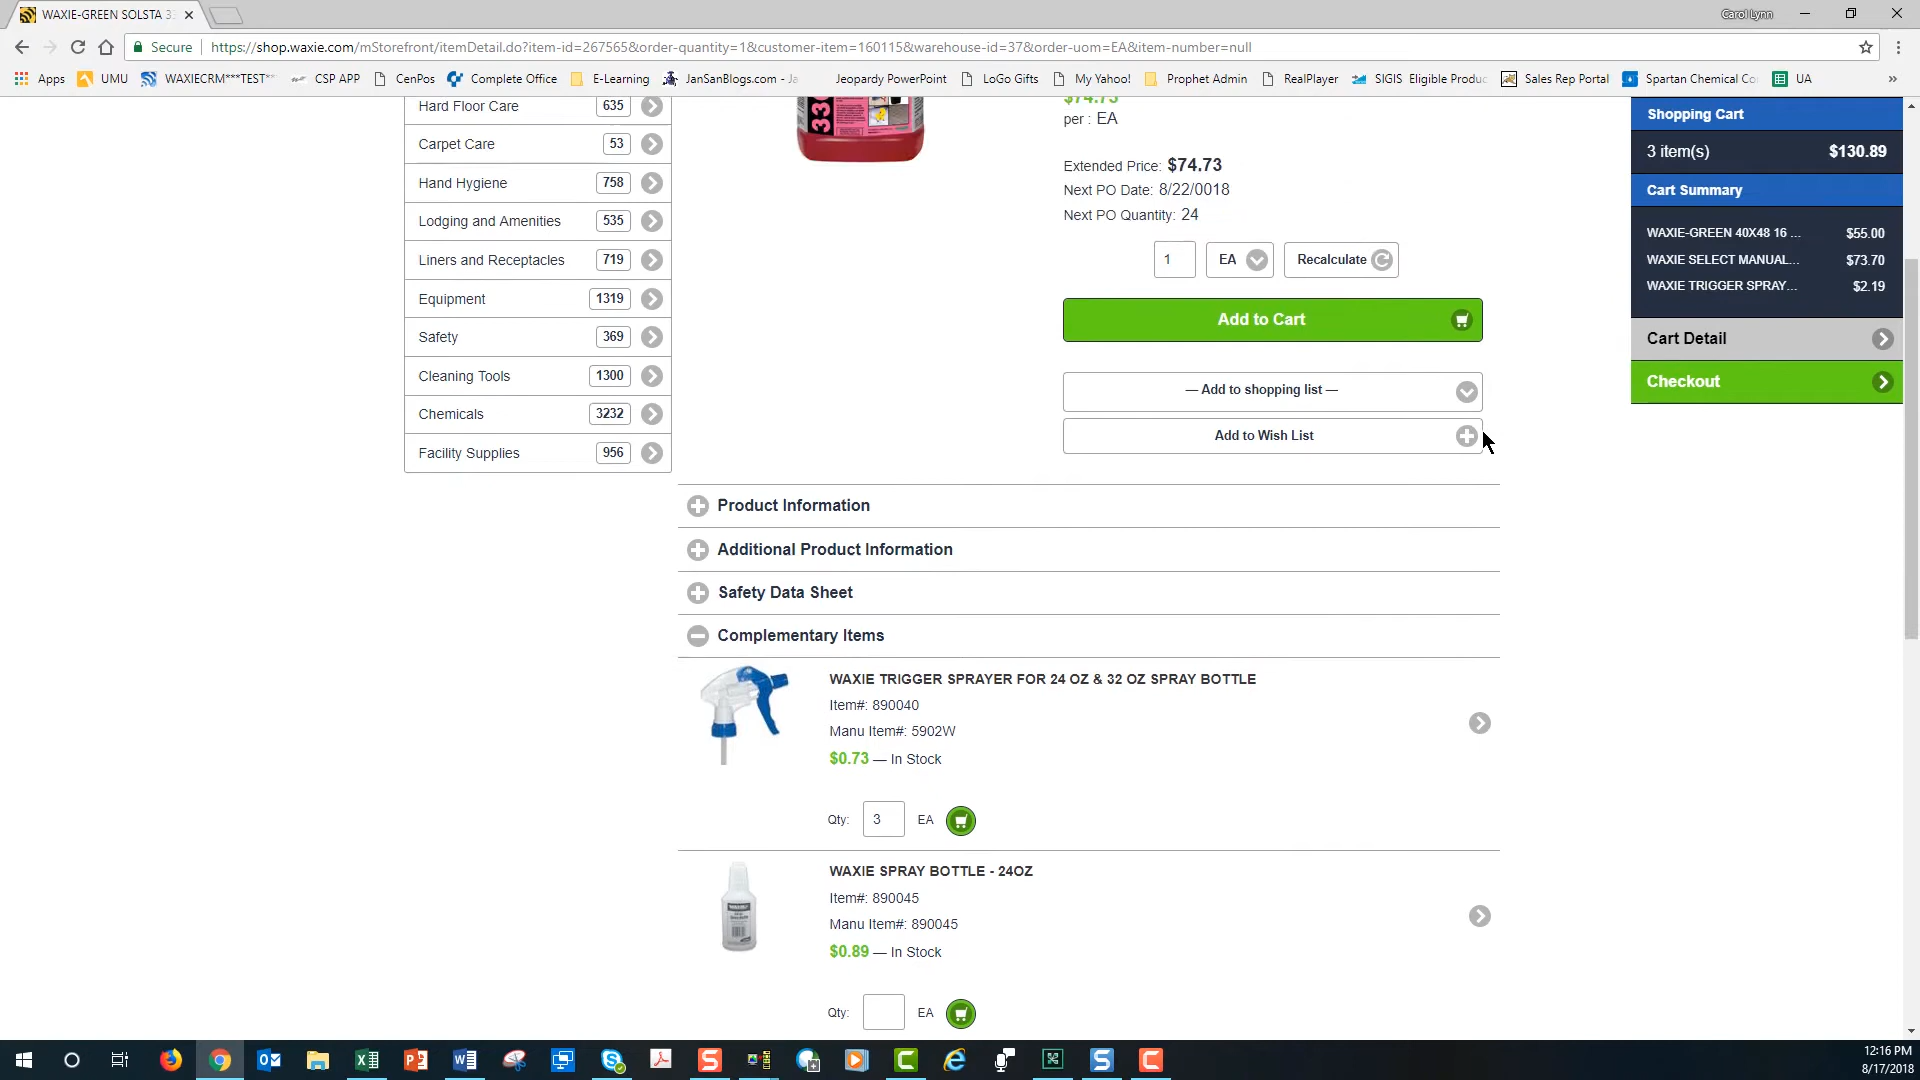 WAXIE-GREEN SOLSTA 3
Carol Lynn
Secure
https://shop.waxie.com/mStorefront/itemDetail.do?item-id=267565&order-quantity=1&customer-item=160115&warehouse-id=37&order-uom=EA&item-number=null
Apps
UMU
WAXIECRM***TEST**
CSP APP
CenPos
Complete Office
E-Learning
JanSanBlogs.com - Ja
Jeopardy PowerPoint
LoGo Gifts
My Yahoo!
Prophet Admin
RealPlayer
SIGIS Eligible Produc
Sales Rep Portal
Spartan Chemical Co
UA
»
Hard Floor Care 635
Carpet Care 53
Hand Hygiene 758
Lodging and Amenities 535
Liners and Receptacles 719
Equipment 1319
Safety 369
Cleaning Tools 1300
Chemicals 3232
Facility Supplies 956
330
$74.73
per : EA
Extended Price: $74.73
Next PO Date: 8/22/0018
Next PO Quantity: 24
1 EA Recalculate
Add to Cart
— Add to shopping list —
Add to Wish List
Shopping Cart
3 item(s) $130.89
Cart Summary
WAXIE-GREEN 40X48 16 ... $55.00
WAXIE SELECT MANUAL... $73.70
WAXIE TRIGGER SPRAY... $2.19
Cart Detail
Checkout
Product Information
Additional Product Information
Safety Data Sheet
Complementary Items
WAXIE TRIGGER SPRAYER FOR 24 OZ & 32 OZ SPRAY BOTTLE
Item#: 890040
Manu Item#: 5902W
$0.73 — In Stock
Qty: 3 EA
WAXIE SPRAY BOTTLE - 24OZ
Item#: 890045
Manu Item#: 890045
$0.89 — In Stock
Qty: EA
12:16 PM
8/17/2018